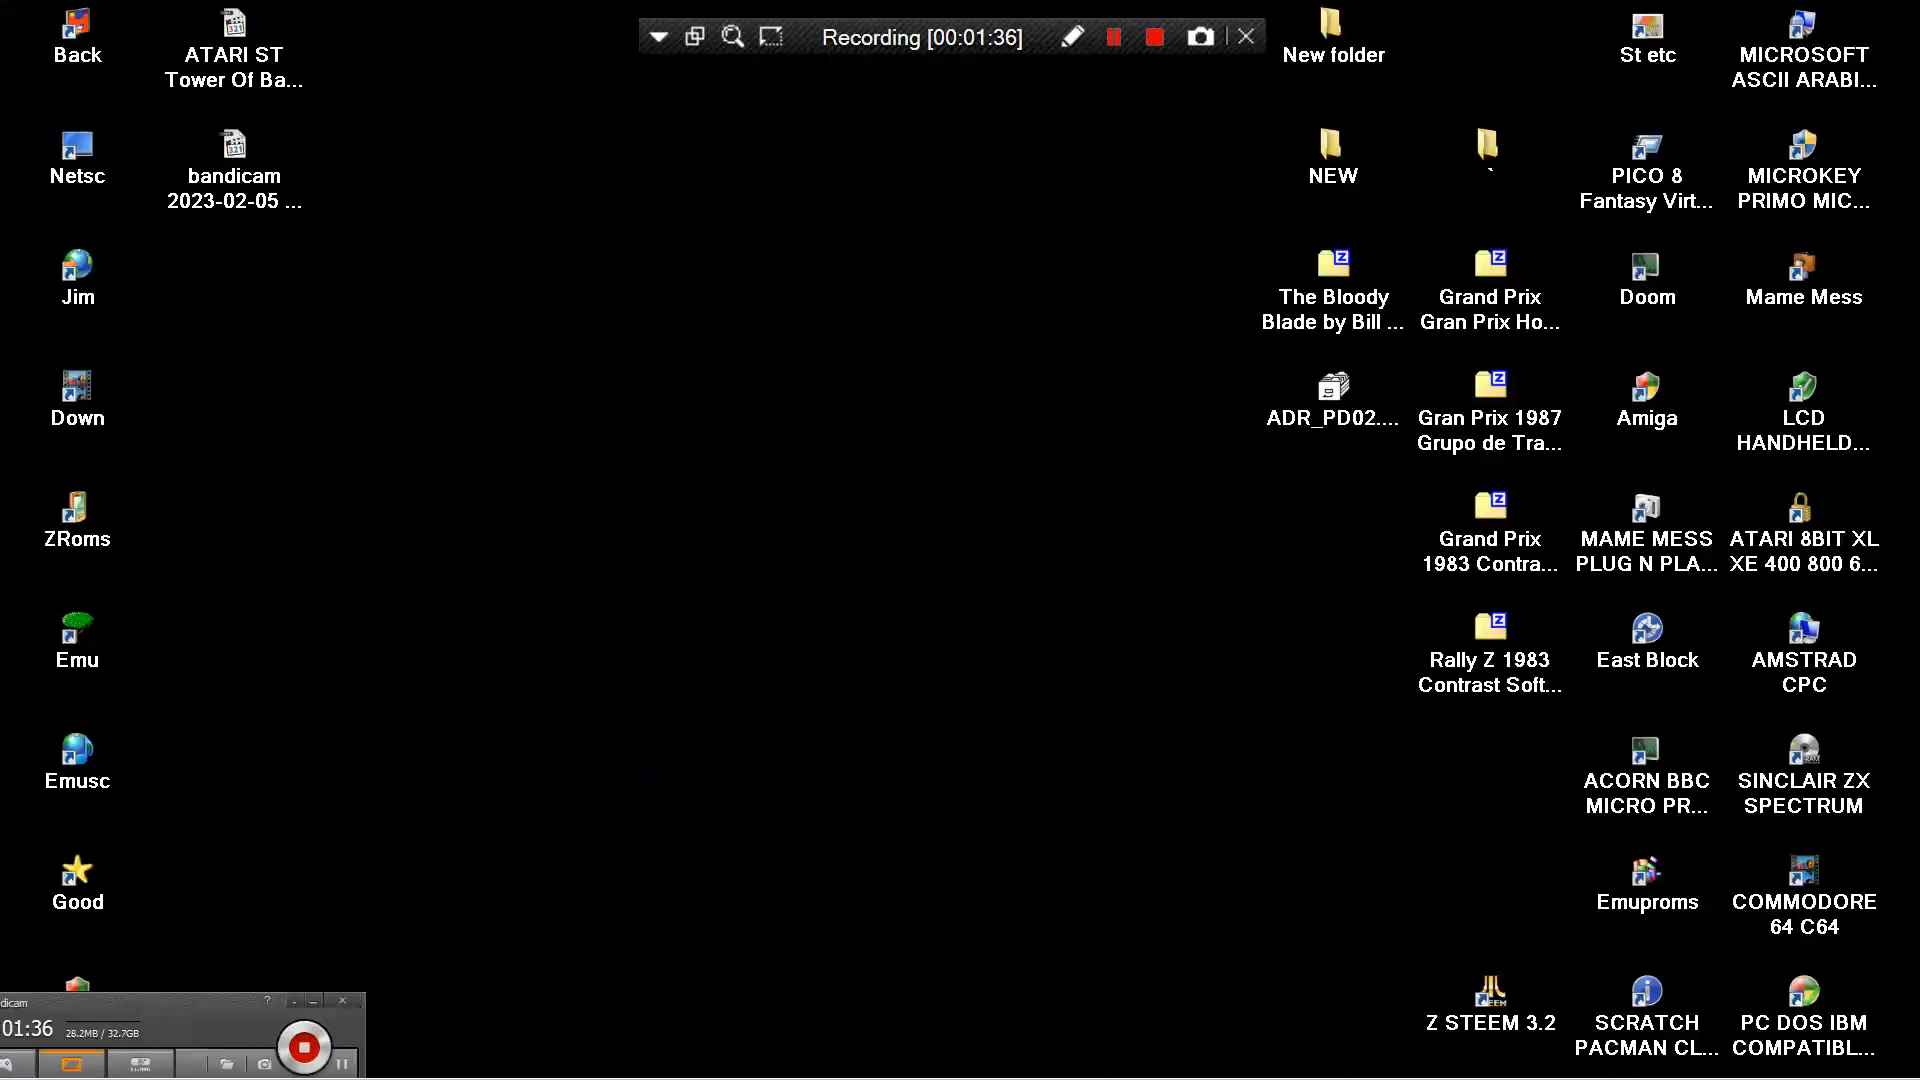 Recording [00:01:36]
Back
ATARI ST
Tower Of Ba...
New folder
St etc
MICROSOFT
ASCII ARABI...
Netsc
bandicam
2023-02-05 ...
NEW
`
PICO 8
Fantasy Virt...
MICROKEY
PRIMO MIC...
Jim
The Bloody
Blade by Bill ...
Grand Prix
Gran Prix Ho...
Doom
Mame Mess
Down
ADR_PD02....
Gran Prix 1987
Grupo de Tra...
Amiga
LCD
HANDHELD...
ZRoms
Grand Prix
1983 Contra...
MAME MESS
PLUG N PLA...
ATARI 8BIT XL
XE 400 800 6...
Emu
Rally Z 1983
Contrast Soft...
East Block
AMSTRAD
CPC
Emusc
ACORN BBC
MICRO PR...
SINCLAIR ZX
SPECTRUM
Good
Emuproms
COMMODORE
64 C64
Z STEEM 3.2
SCRATCH
PACMAN CL...
PC DOS IBM
COMPATIBL...
dicam
01:36
28.2MB / 32.7GB